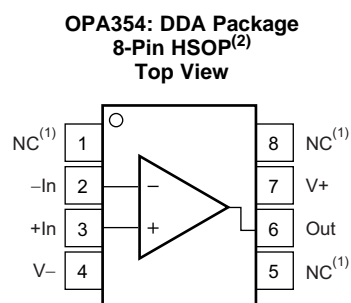 OPA354: DDA Package
8-Pin HSOP(2)
Top View
NC(1) 1 8 NC(1)
–In 2 − 7 V+
+In 3 + 6 Out
V– 4 5 NC(1)